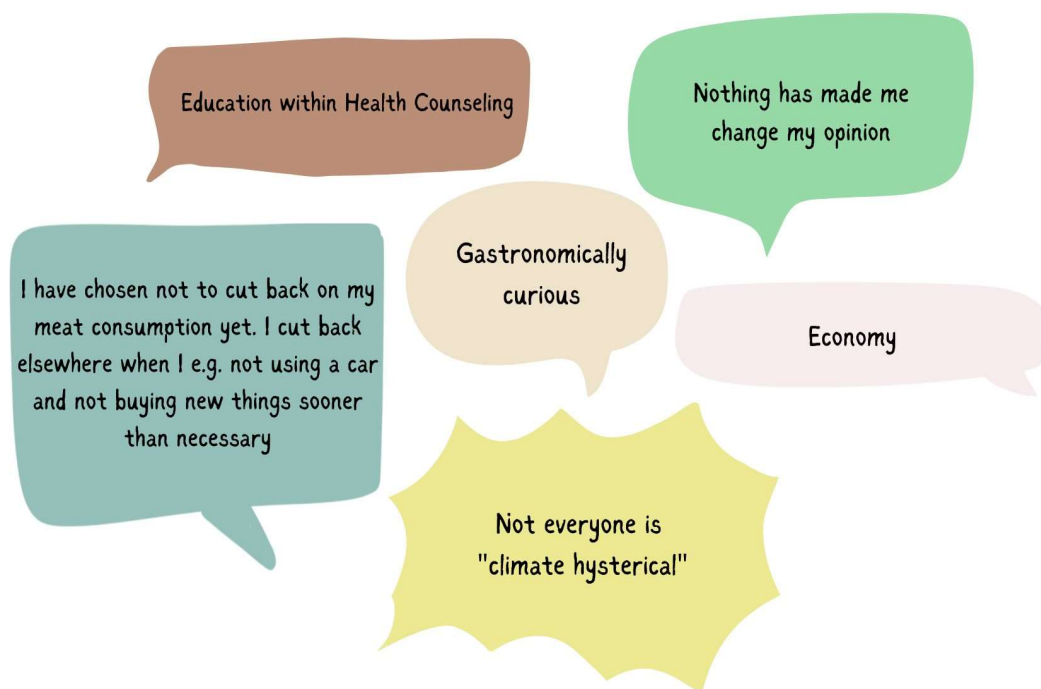 Education within Health Counseling
Nothing has made me
change my opinion
Gastronomically
curious
I have chosen not to cut back on my
meat consumption yet. I cut back
elsewhere when I e.g. not using a car
and not buying new things sooner
than necessary
Economy
Not everyone is
"climate hysterical"